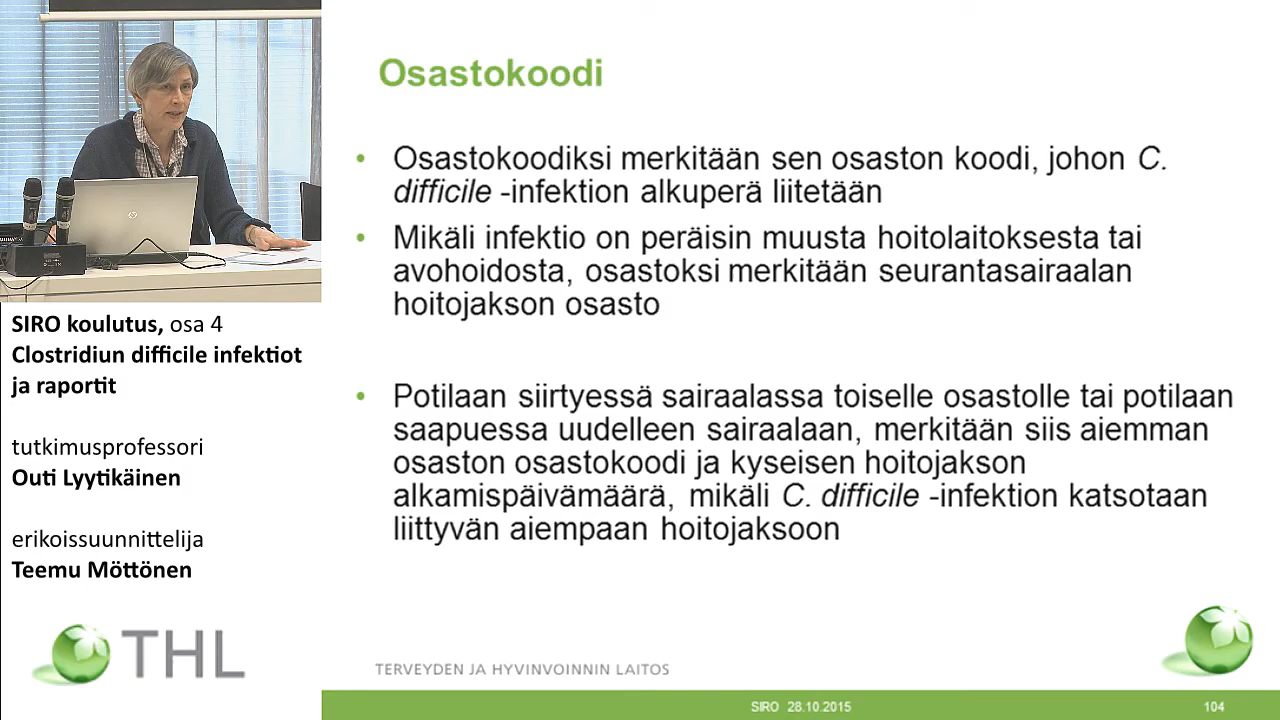 Osastokoodi
• Osastokoodiksi merkitään sen osaston koodi, johon C.
difficile -infektion alkuperä liitetään
• Mikäli infektio on peräisin muusta hoitolaitoksesta tai
avohoidosta, osastoksi merkitään seurantasairaalan
hoitojakson osasto
• Potilaan siirtyessä sairaalassa toiselle osastolle tai potilaan
saapuessa uudelleen sairaalaan, merkitään siis aiemman
osaston osastokoodi ja kyseisen hoitojakson
alkamispäivämäärä, mikäli C. difficile -infektion katsotaan
liittyvän aiempaan hoitojaksoon
SIRO koulutus, osa 4
Clostridiun difficile infektiot
ja raportit
tutkimusprofessori
Outi Lyytikäinen
erikoissuunnittelija
Teemu Möttönen
THL
TERVEYDEN JA HYVINVOINNIN LAITOS
SIRO 28.10.2015
104